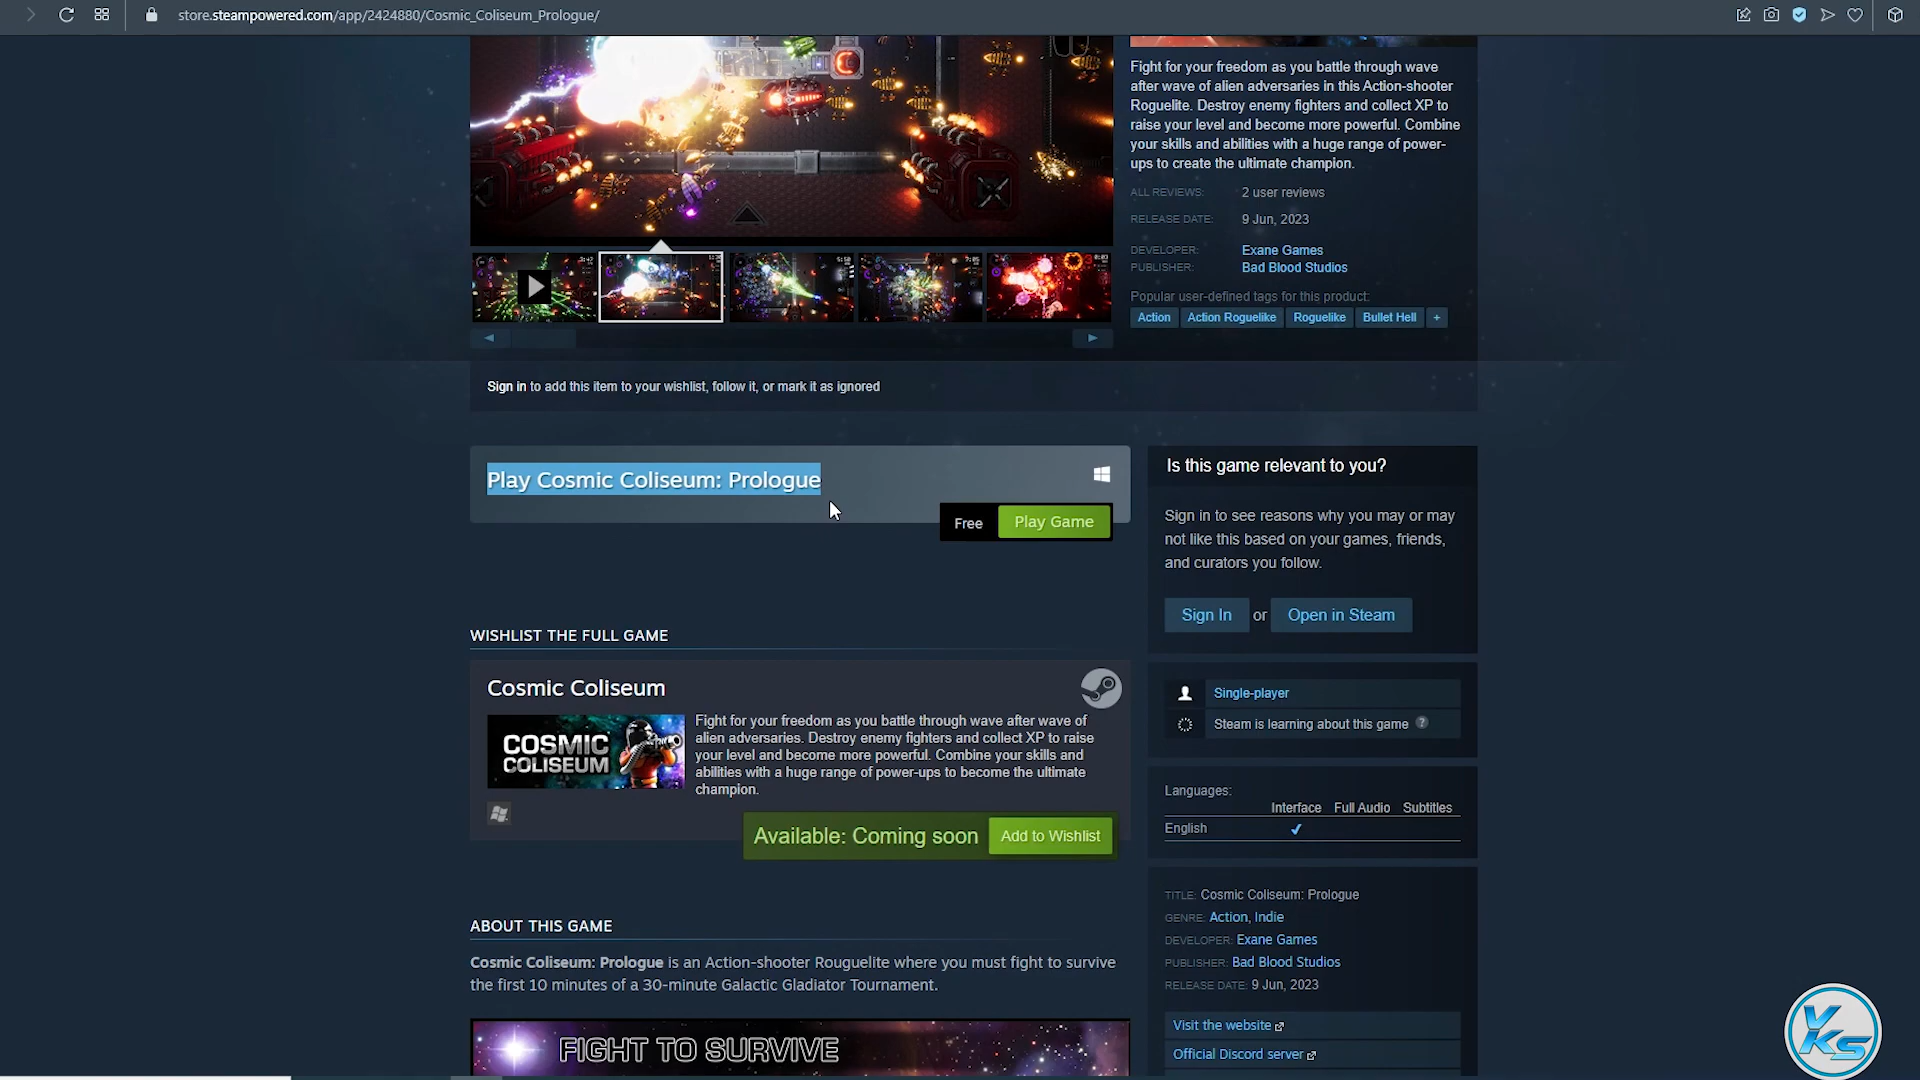 store.steampowered.com/app/2424880/Cosmic_Coliseum_Prologue/
Fight for your freedom as you battle through wave
after wave of alien adversaries in this Action-shooter
Roguelite. Destroy enemy fighters and collect XP to
raise your level and become more powerful. Combine
your skills and abilities with a huge range of power-
ups to create the ultimate champion.
ALL REVIEWS: 2 user reviews
RELEASE DATE: 9 Jun, 2023
DEVELOPER: Exane Games
PUBLISHER: Bad Blood Studios
Popular user-defined tags for this product:
Action Action Roguelike Roguelike Bullet Hell +
Sign in to add this item to your wishlist, follow it, or mark it as ignored
Play Cosmic Coliseum: Prologue
Free Play Game
Is this game relevant to you?
Sign in to see reasons why you may or may
not like this based on your games, friends,
and curators you follow.
Sign In or Open in Steam
WISHLIST THE FULL GAME
Cosmic Coliseum
COSMIC
COLISEUM
Fight for your freedom as you battle through wave after wave of
alien adversaries. Destroy enemy fighters and collect XP to raise
your level and become more powerful. Combine your skills and
abilities with a huge range of power-ups to become the ultimate
champion.
Available: Coming soon Add to Wishlist
Single-player
Steam is learning about this game ?
Languages:
Interface Full Audio Subtitles
English ✔
ABOUT THIS GAME
Cosmic Coliseum: Prologue is an Action-shooter Rouguelite where you must fight to survive
the first 10 minutes of a 30-minute Galactic Gladiator Tournament.
FIGHT TO SURVIVE
TITLE: Cosmic Coliseum: Prologue
GENRE: Action, Indie
DEVELOPER: Exane Games
PUBLISHER: Bad Blood Studios
RELEASE DATE: 9 Jun, 2023
Visit the website
Official Discord server
VKS